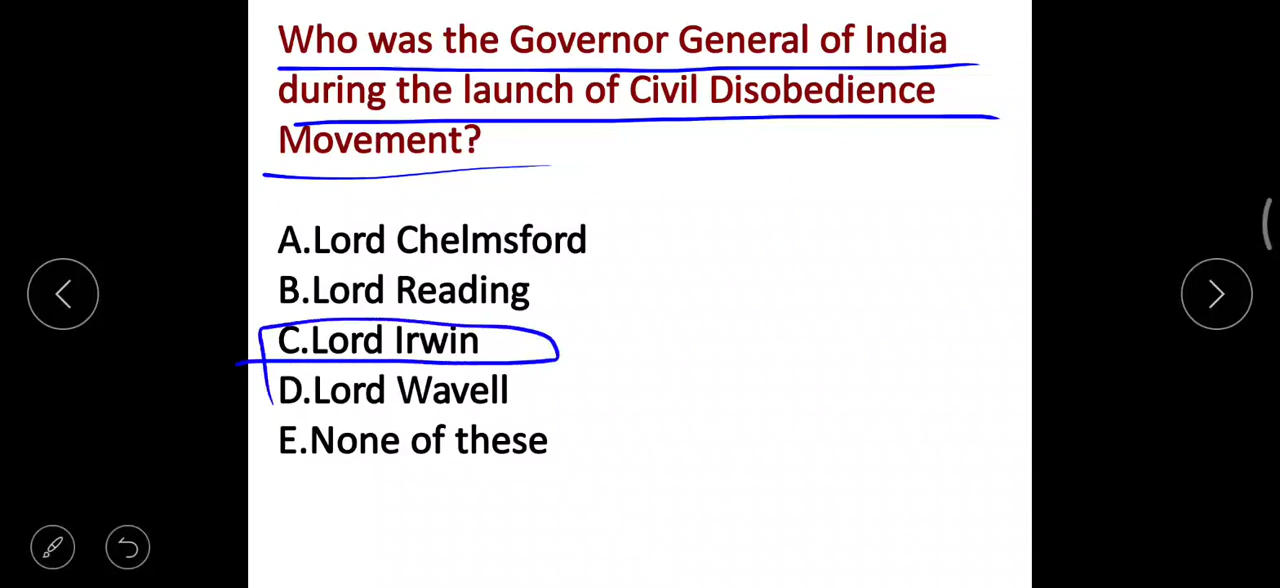 Who was the Governor General of India
during the launch of Civil Disobedience
Movement?
A.Lord Chelmsford
B.Lord Reading
C.Lord Irwin
D.Lord Wavell
E.None of these